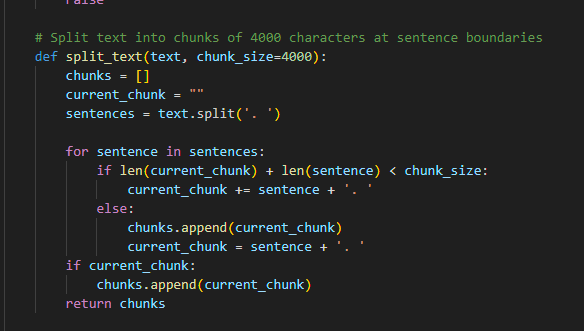 False
# Split text into chunks of 4000 characters at sentence boundaries
def split_text(text, chunk_size=4000):
    chunks = []
    current_chunk = ""
    sentences = text.split('. ')

    for sentence in sentences:
        if len(current_chunk) + len(sentence) < chunk_size:
            current_chunk += sentence + '. '
        else:
            chunks.append(current_chunk)
            current_chunk = sentence + '. '
    if current_chunk:
        chunks.append(current_chunk)
    return chunks